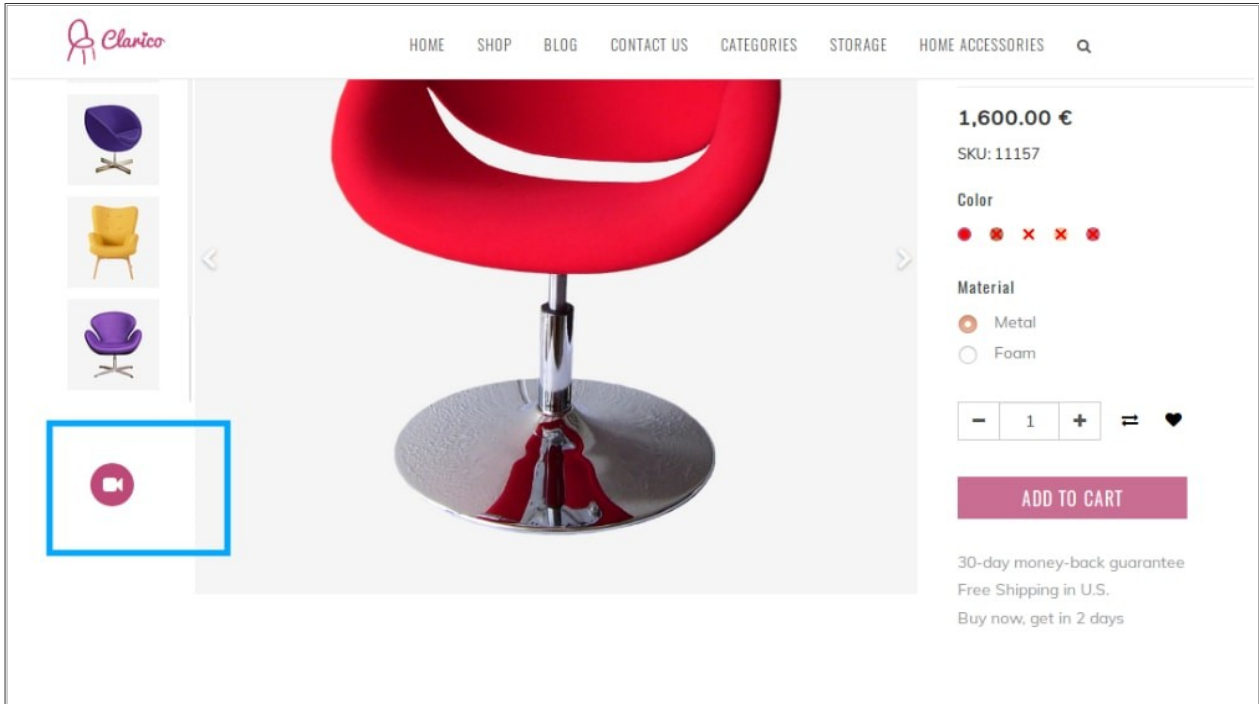 Clarico
HOME SHOP BLOG CONTACT US CATEGORIES STORAGE HOME ACCESSORIES
1,600.00 €
SKU: 11157
Color
Material
Metal
Foam
1
ADD TO CART
30-day money-back guarantee
Free Shipping in U.S.
Buy now, get in 2 days